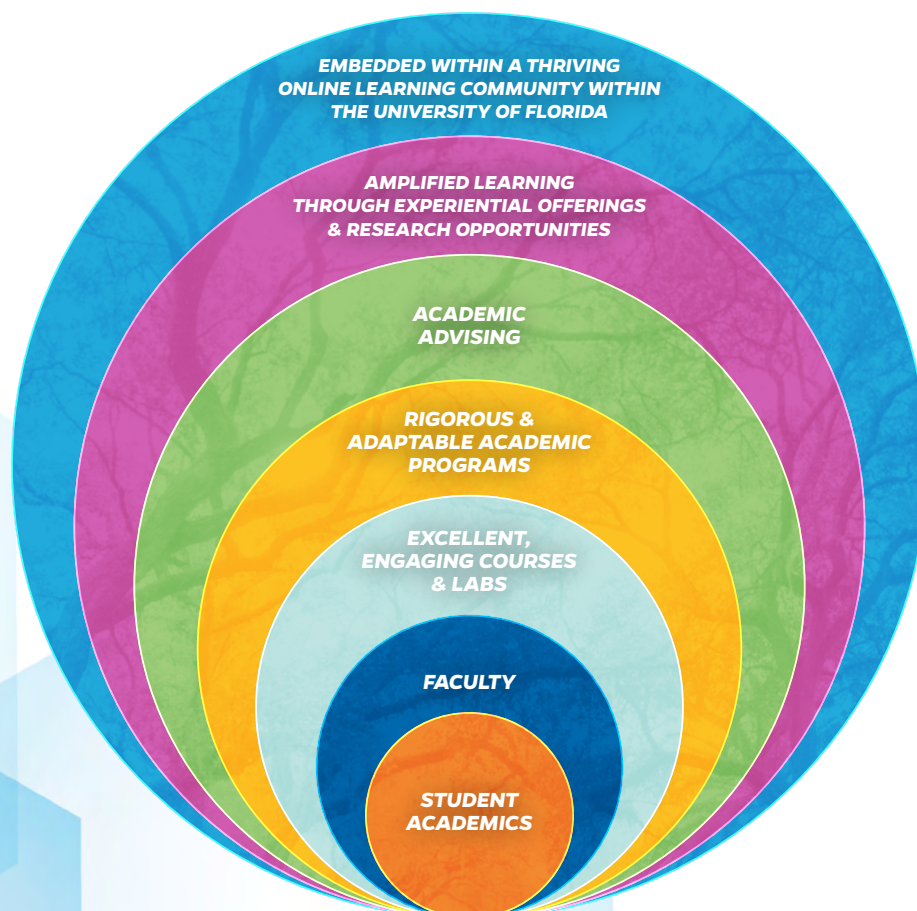 EMBEDDED WITHIN A THRIVING
ONLINE LEARNING COMMUNITY WITHIN
THE UNIVERSITY OF FLORIDA
AMPLIFIED LEARNING
THROUGH EXPERIENTIAL OFFERINGS
& RESEARCH OPPORTUNITIES
ACADEMIC
ADVISING
RIGOROUS &
ADAPTABLE ACADEMIC
PROGRAMS
EXCELLENT,
ENGAGING COURSES
& LABS
FACULTY
STUDENT
ACADEMICS